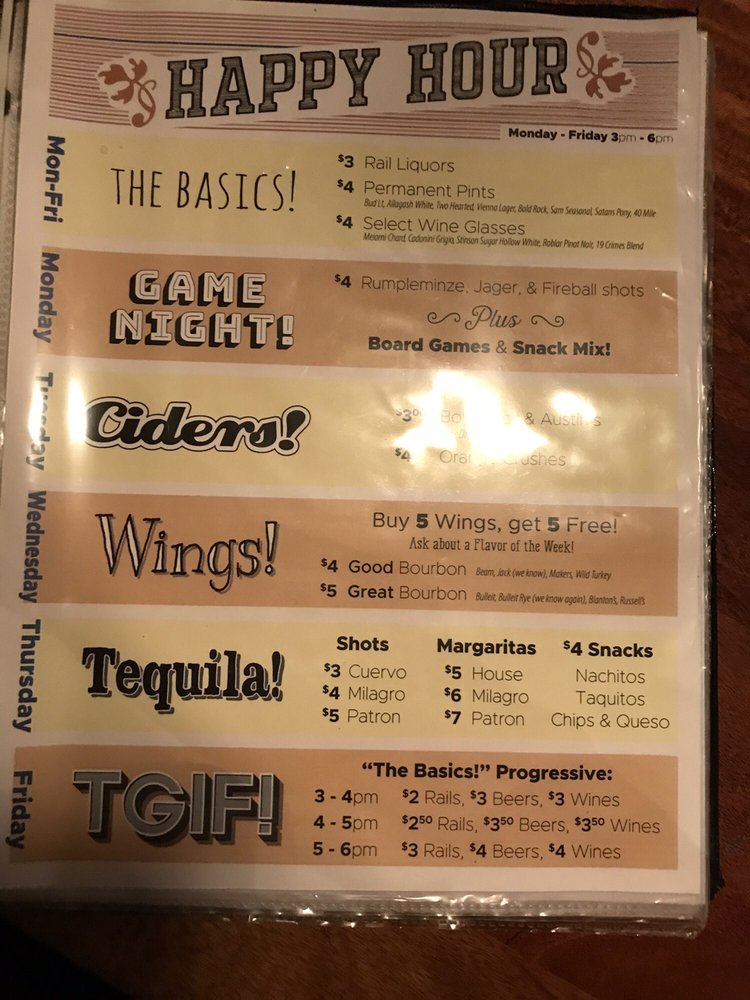 HAPPY HOUR
Monday - Friday 3pm - 6pm
Mon-Fri
THE BASICS!
$3 Rail Liquors
$4 Permanent Pints
Bud Lt, Allagash White, Two Hearted, Vienna Lager, Bold Rock, Sam Seasonal, Satans Pony, 40 Mile
$4 Select Wine Glasses
Mesomi Chard, Cadonini Grigio, Stinson Sugar Hollow White, Roblar Pinot Noir, 19 Crimes Blend
Monday
GAME
NIGHT!
$4 Rumpleminze, Jager, & Fireball shots
Plus
Board Games & Snack Mix!
Tuesday
Ciders!
$3 & 
$4 Crushes
Wednesday
Wings!
Buy 5 Wings, get 5 Free!
Ask about a Flavor of the Week!
$4 Good Bourbon Beam, Jack (we know), Makers, Wild Turkey
$5 Great Bourbon Bulleit, Bulleit Rye (we know again), Blanton's, Russell's
Thursday
Tequila!
Shots
$3 Cuervo
$4 Milagro
$5 Patron
Margaritas
$5 House
$6 Milagro
$7 Patron
$4 Snacks
Nachitos
Taquitos
Chips & Queso
Friday
TGIF!
"The Basics!" Progressive:
3 - 4pm $2 Rails, $3 Beers, $3 Wines
4 - 5pm $2⁵⁰ Rails, $3⁵⁰ Beers, $3⁵⁰ Wines
5 - 6pm $3 Rails, $4 Beers, $4 Wines